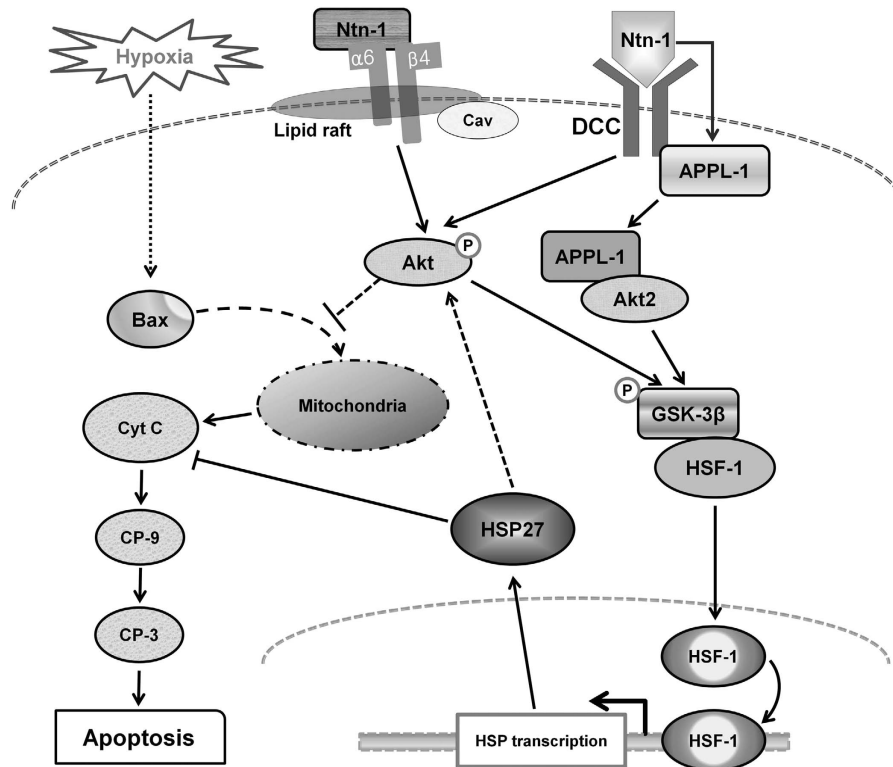 Hypoxia
Ntn-1
α6
β4
Lipid raft
Cav
Ntn-1
DCC
APPL-1
Akt
P
APPL-1
Akt2
Bax
Mitochondria
P
GSK-3β
HSF-1
Cyt C
HSP27
CP-9
CP-3
Apoptosis
HSF-1
HSP transcription
HSF-1